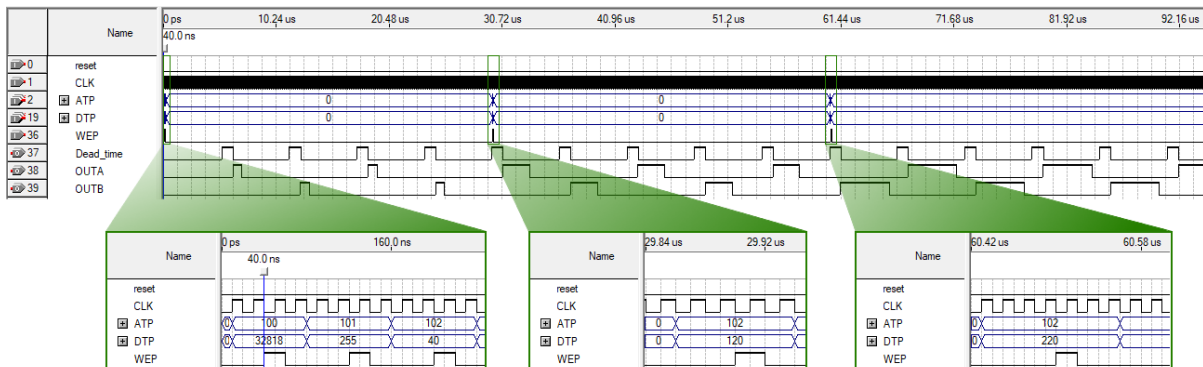 Name
0 ps 10.24 us 20.48 us 30.72 us 40.96 us 51.2 us 61.44 us 71.68 us 81.92 us 92.16 us
40.0 ns
0 reset
1 CLK
2 ATP 0 0
19 DTP 0 0
36 WEP
37 Dead_time
38 OUTA
39 OUTB
Name 0 ps 160.0 ns
40.0 ns
reset
CLK
ATP 0 100 101 102
DTP 0 32818 255 40
WEP
Name 29.84 us 29.92 us
reset
CLK
ATP 0 102
DTP 0 120
WEP
Name 60.42 us 60.58 us
reset
CLK
ATP 0 102
DTP 0 220
WEP